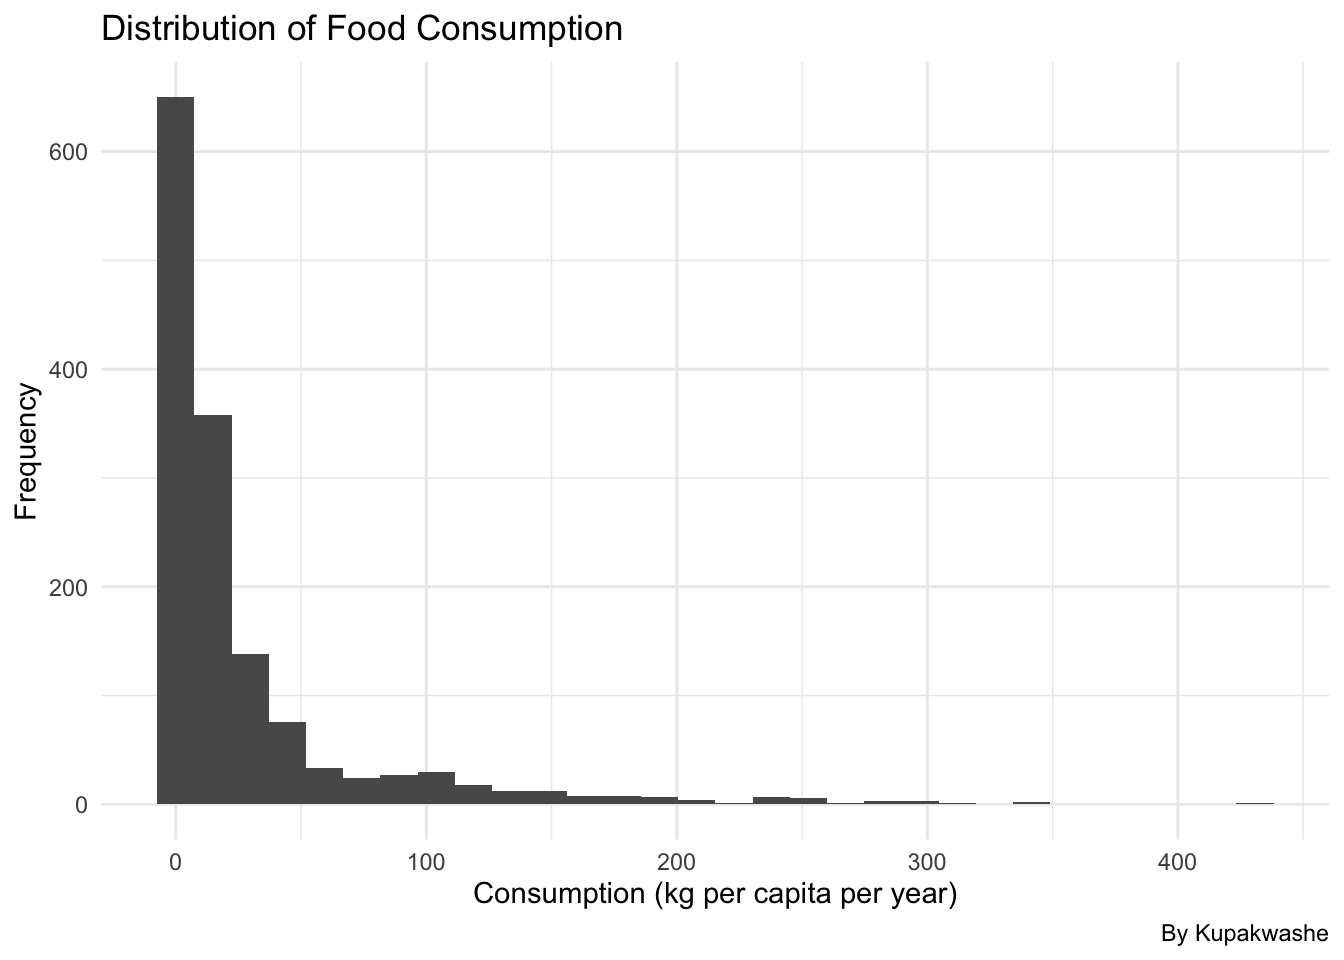 Distribution of Food Consumption
600
400
200
0
Frequency
0 100 200 300 400
Consumption (kg per capita per year)
By Kupakwashe